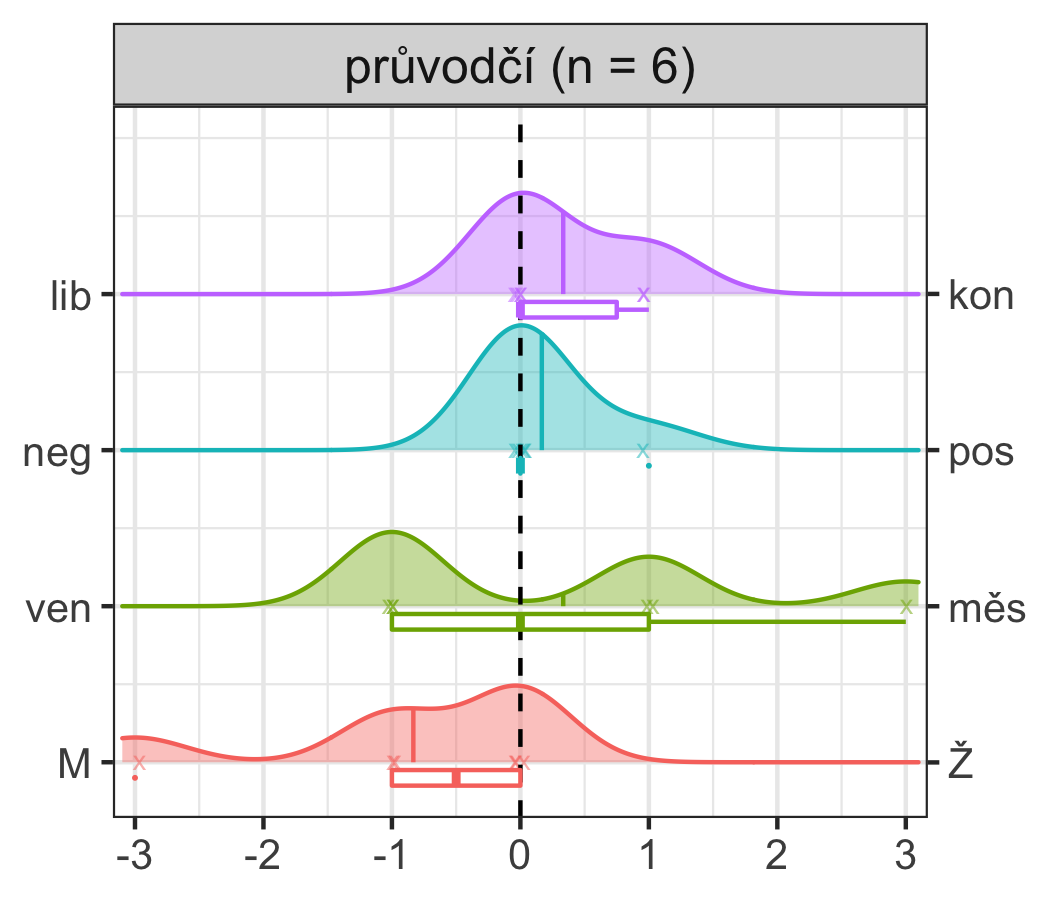 průvodčí (n = 6)
lib kon
neg pos
ven měs
M Ž
-3 -2 -1 0 1 2 3